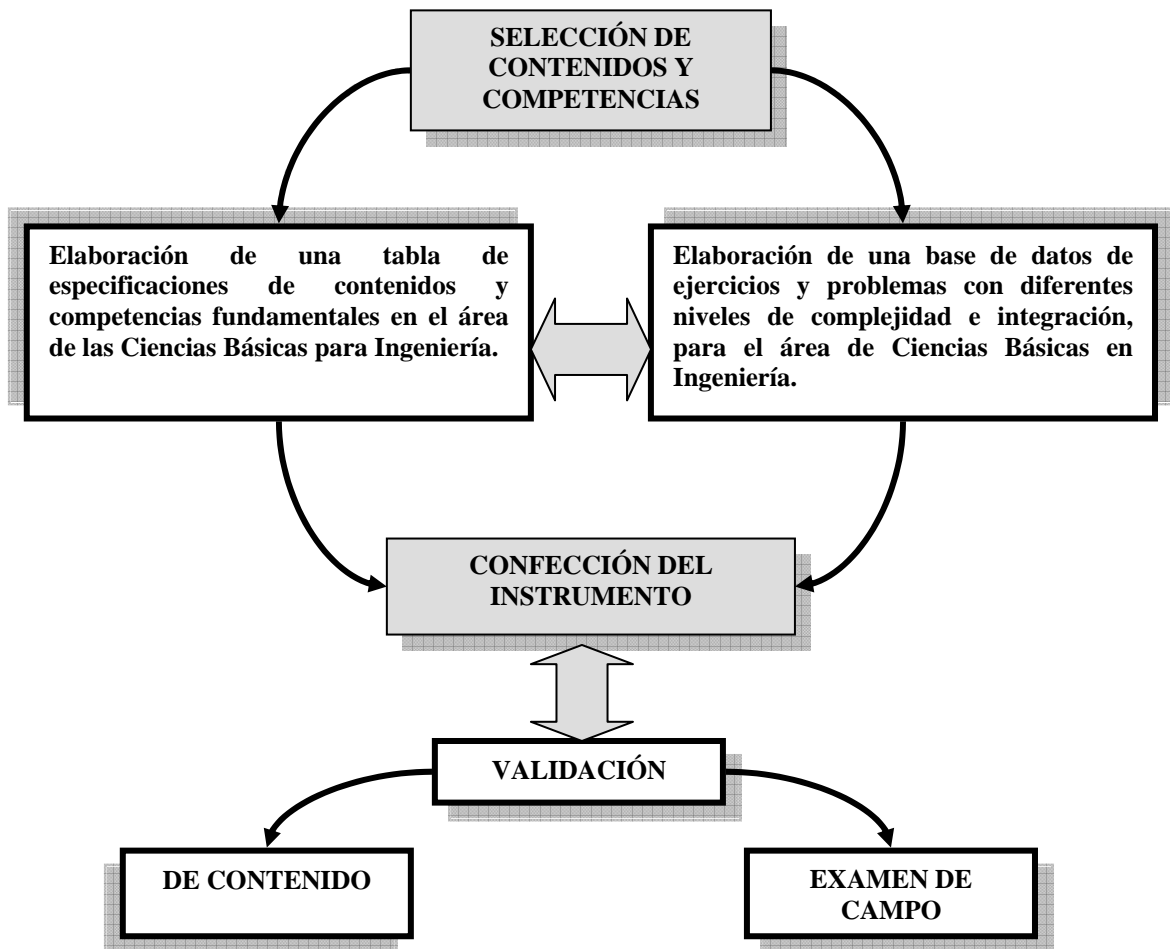 SELECCIÓN DE
CONTENIDOS Y
COMPETENCIAS
Elaboración de una tabla de
especificaciones de contenidos y
competencias fundamentales en el área
de las Ciencias Básicas para Ingeniería.
Elaboración de una base de datos de
ejercicios y problemas con diferentes
niveles de complejidad e integración,
para el área de Ciencias Básicas en
Ingeniería.
CONFECCIÓN DEL
INSTRUMENTO
VALIDACIÓN
DE CONTENIDO
EXAMEN DE
CAMPO